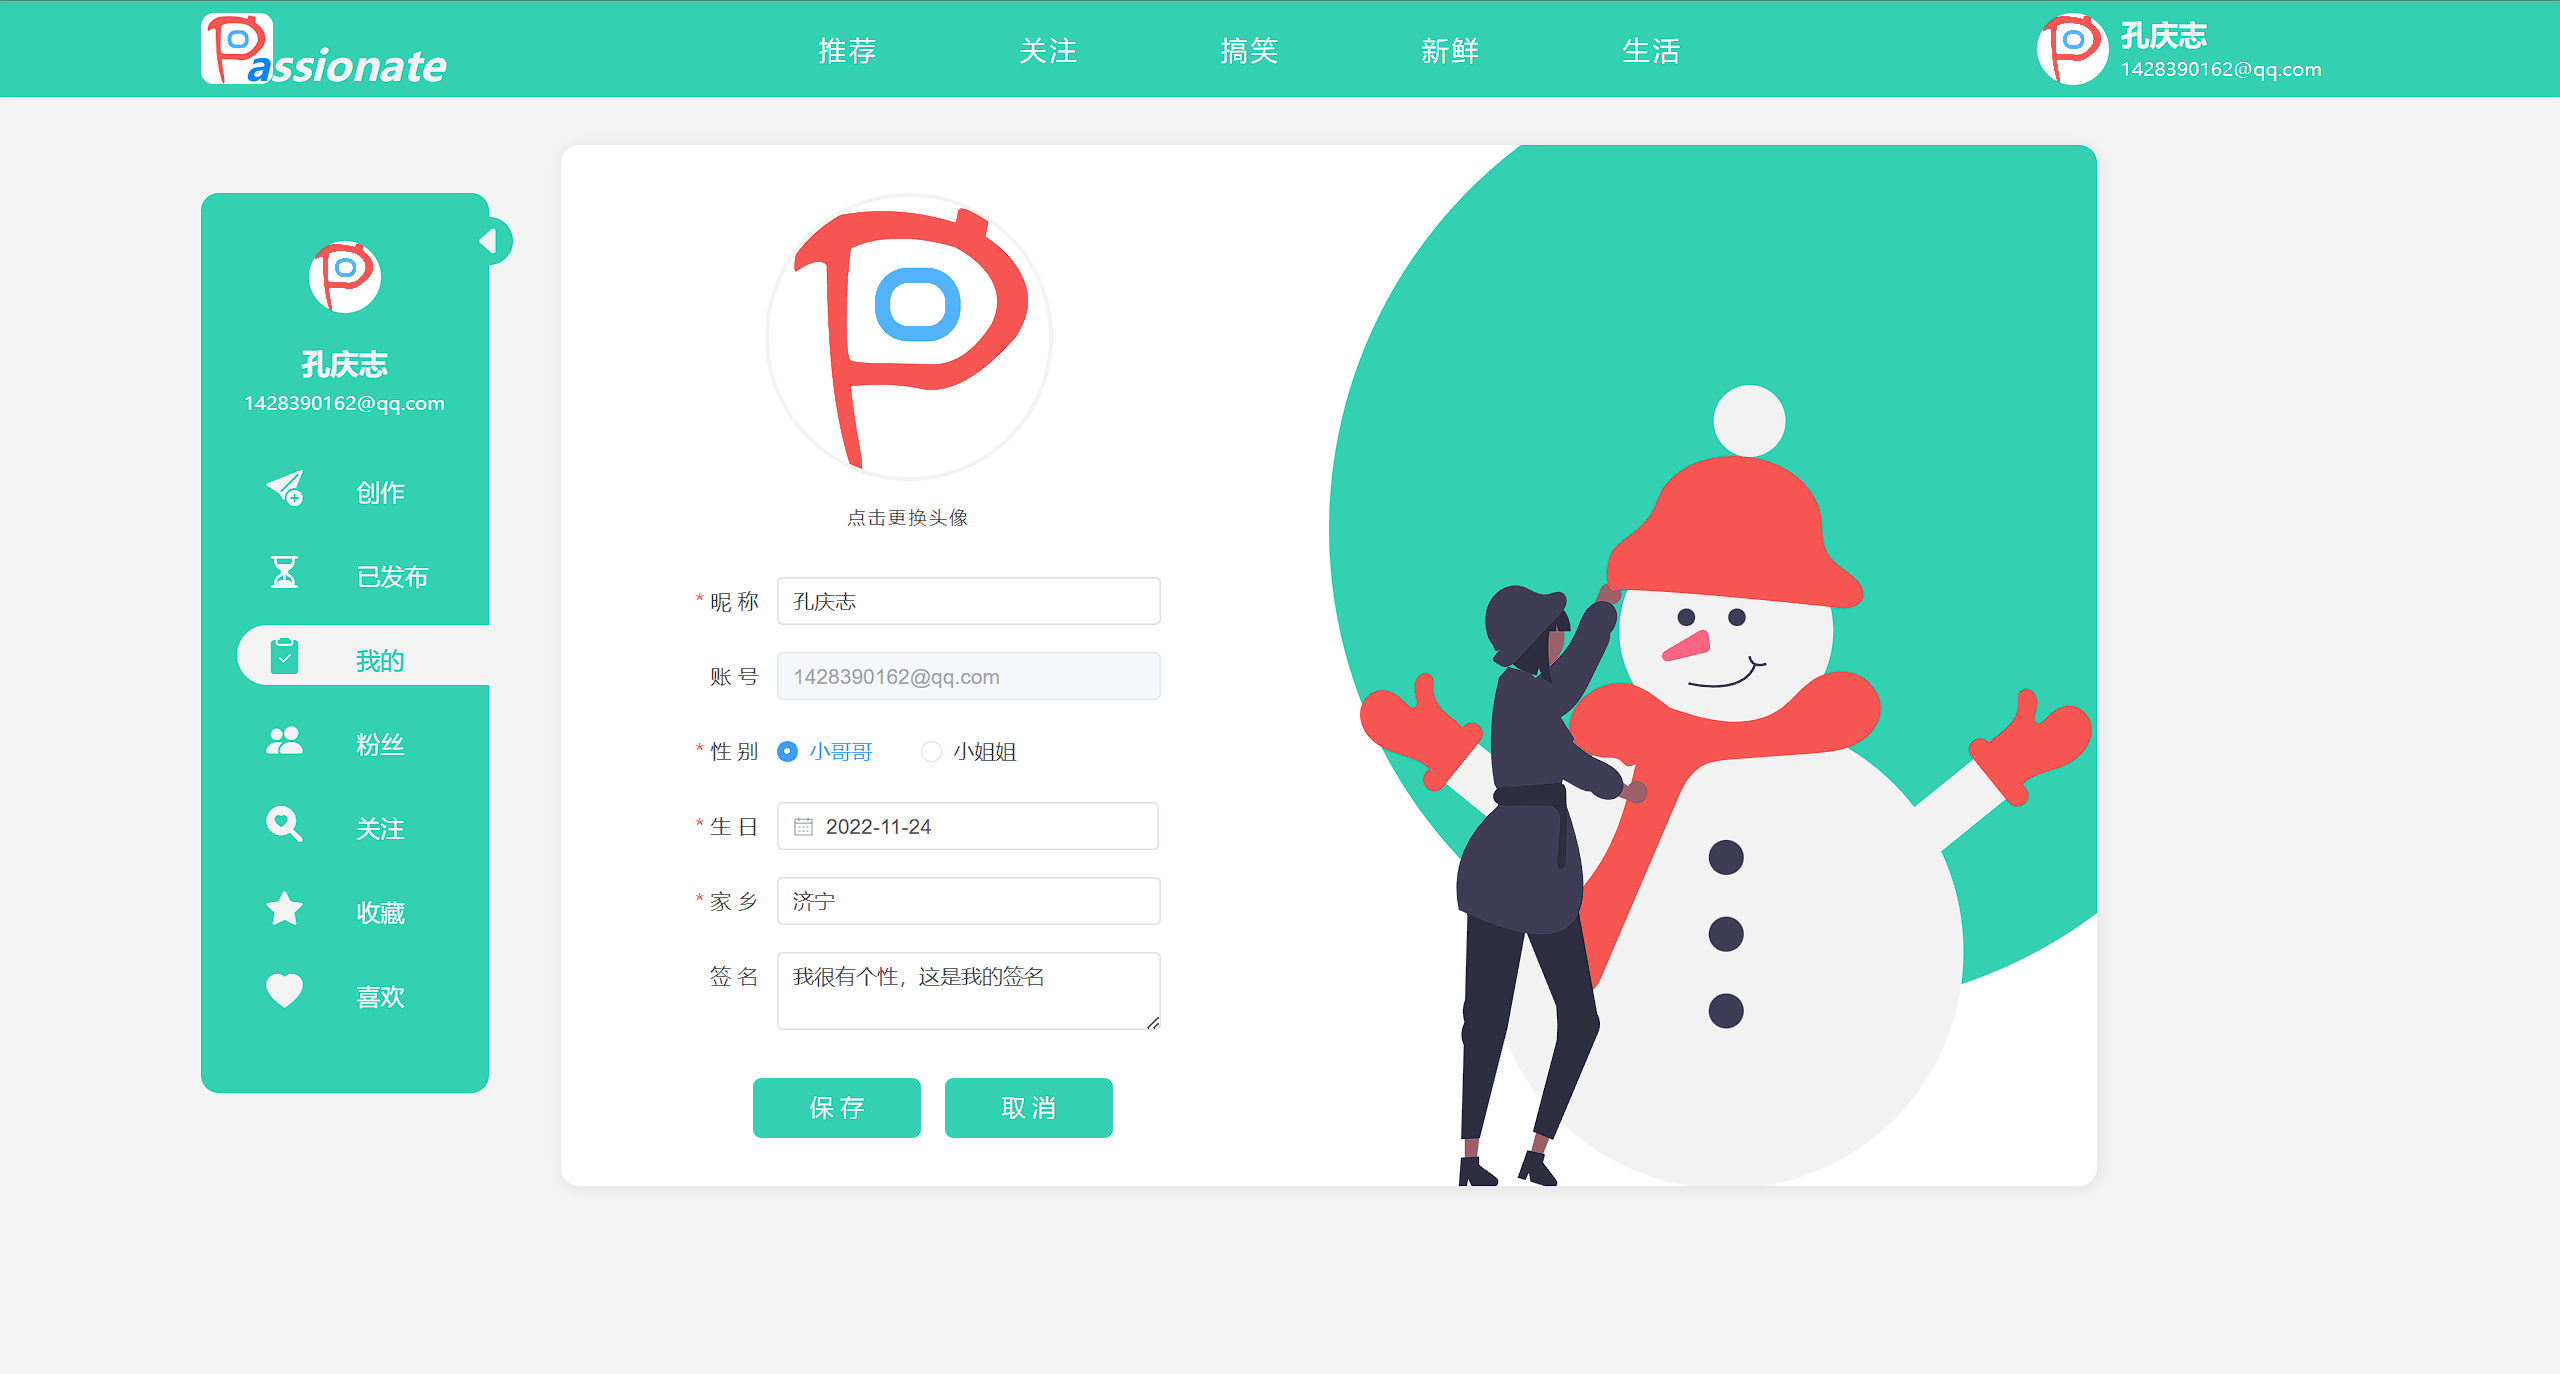 Passionate
推荐
关注
搞笑
新鲜
生活
孔庆志
1428390162@qq.com
孔庆志
1428390162@qq.com
创作
已发布
我的
粉丝
关注
收藏
喜欢
点击更换头像
* 昵 称 孔庆志
账 号 1428390162@qq.com
* 性 别 小哥哥 小姐姐
* 生 日 2022-11-24
* 家 乡 济宁
签 名 我很有个性，这是我的签名
保 存 取 消